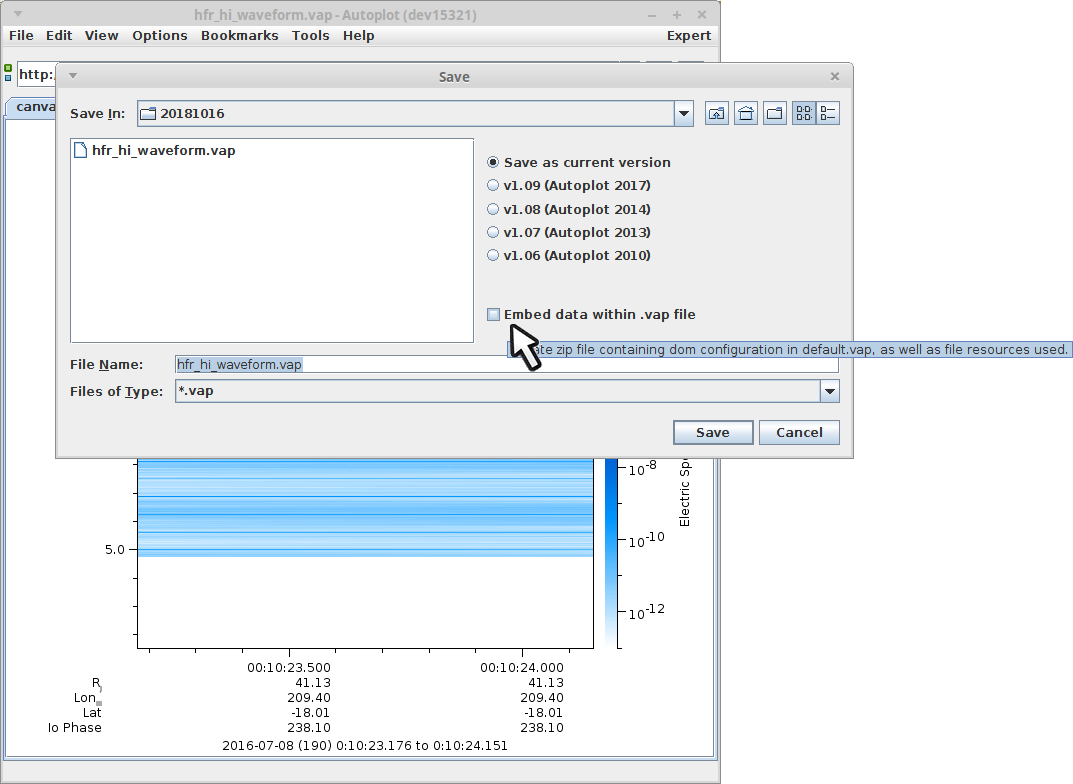 hfr_hi_waveform.vap - Autoplot (dev15321)
File Edit View Options Bookmarks Tools Help Expert
http:
Save
canva
Save In: 20181016
hfr_hi_waveform.vap
Save as current version
v1.09 (Autoplot 2017)
v1.08 (Autoplot 2014)
v1.07 (Autoplot 2013)
v1.06 (Autoplot 2010)
Embed data within .vap file
zip file containing dom configuration in default.vap, as well as file resources used.
File Name: hfr_hi_waveform.vap
Files of Type: *.vap
Save Cancel
10-8
Electric
10-10
5.0
10-12
00:10:23.500 00:10:24.000
R 41.13 41.13
Lon 209.40 209.40
Lat -18.01 -18.01
Io Phase 238.10 238.10
2016-07-08 (190) 0:10:23.176 to 0:10:24.151